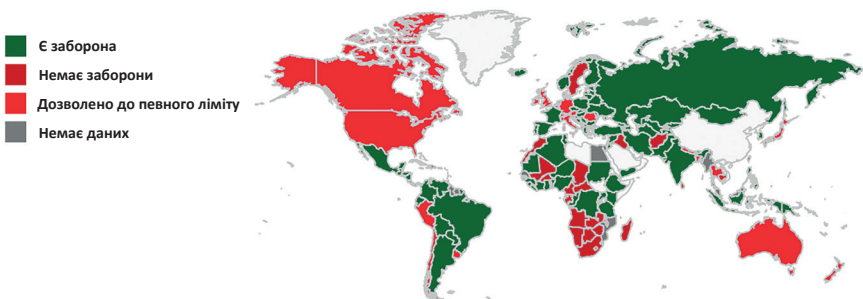 Є заборона
Немає заборони
Дозволено до певного ліміту
Немає даних